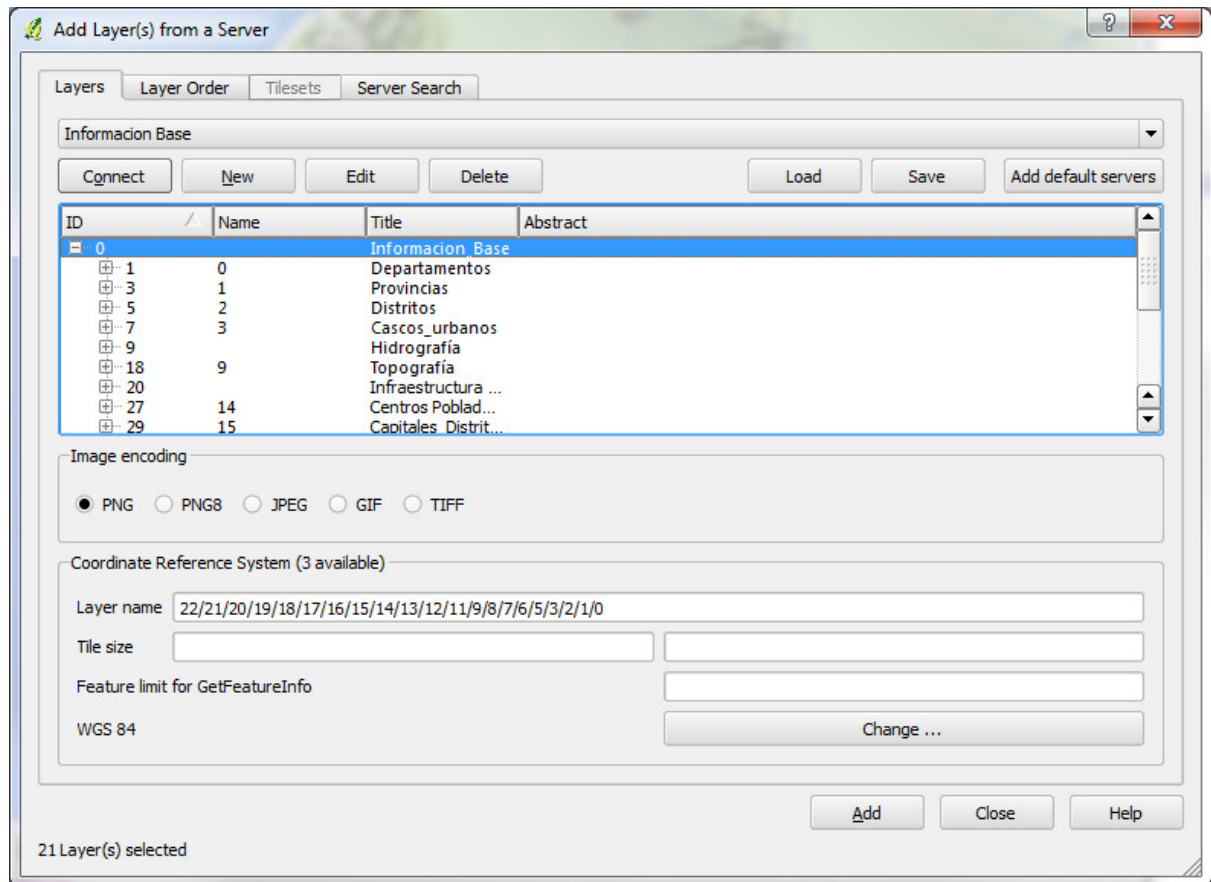 Add Layer(s) from a Server
Layers Layer Order Tilesets Server Search
Informacion Base
Connect New Edit Delete Load Save Add default servers
ID Name Title Abstract
0 Informacion_Base
1 0 Departamentos
3 1 Provincias
5 2 Distritos
7 3 Cascos_urbanos
9 Hidrografía
18 9 Topografía
20 Infraestructura ...
27 14 Centros Poblad...
29 15 Capitales_Distrit...
Image encoding
PNG PNG8 JPEG GIF TIFF
Coordinate Reference System (3 available)
Layer name 22/21/20/19/18/17/16/15/14/13/12/11/9/8/7/6/5/3/2/1/0
Tile size
Feature limit for GetFeatureInfo
WGS 84 Change ...
Add Close Help
21 Layer(s) selected